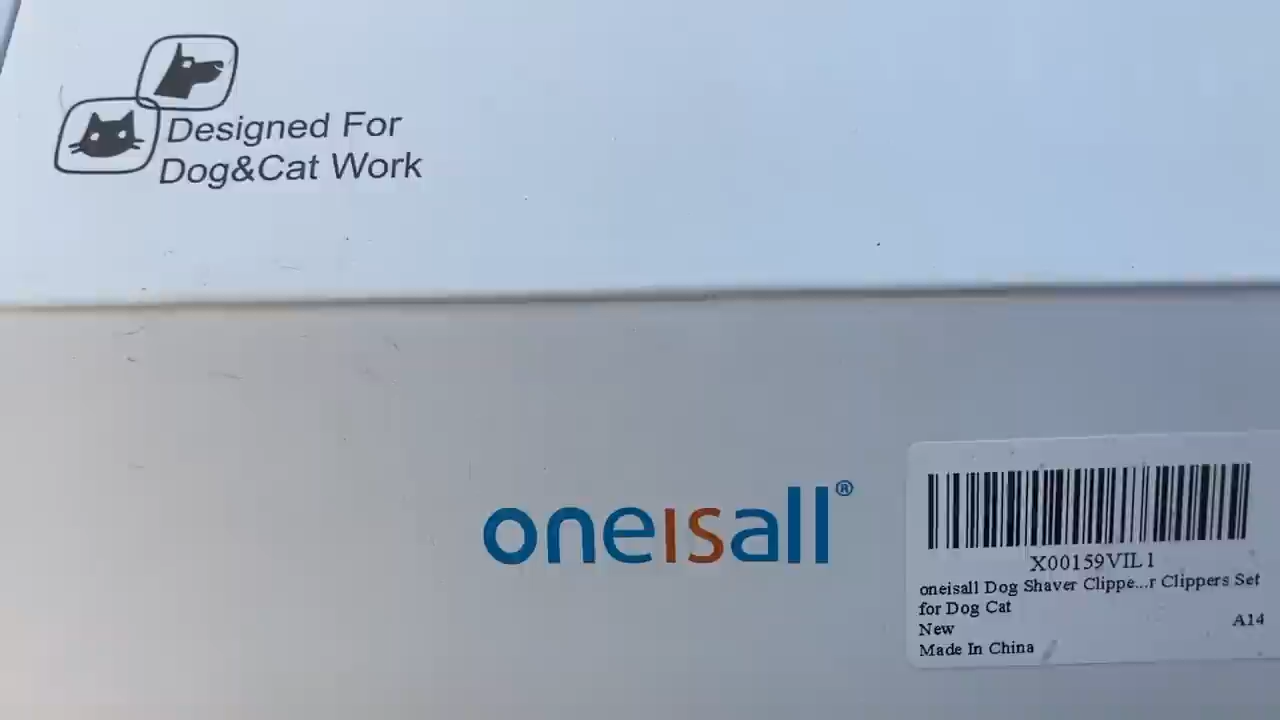 Designed For
Dog&Cat Work
oneisall®
X00159VIL1
oneisall Dog Shaver Clippe...r Clippers Set
for Dog Cat
New
A14
Made In China